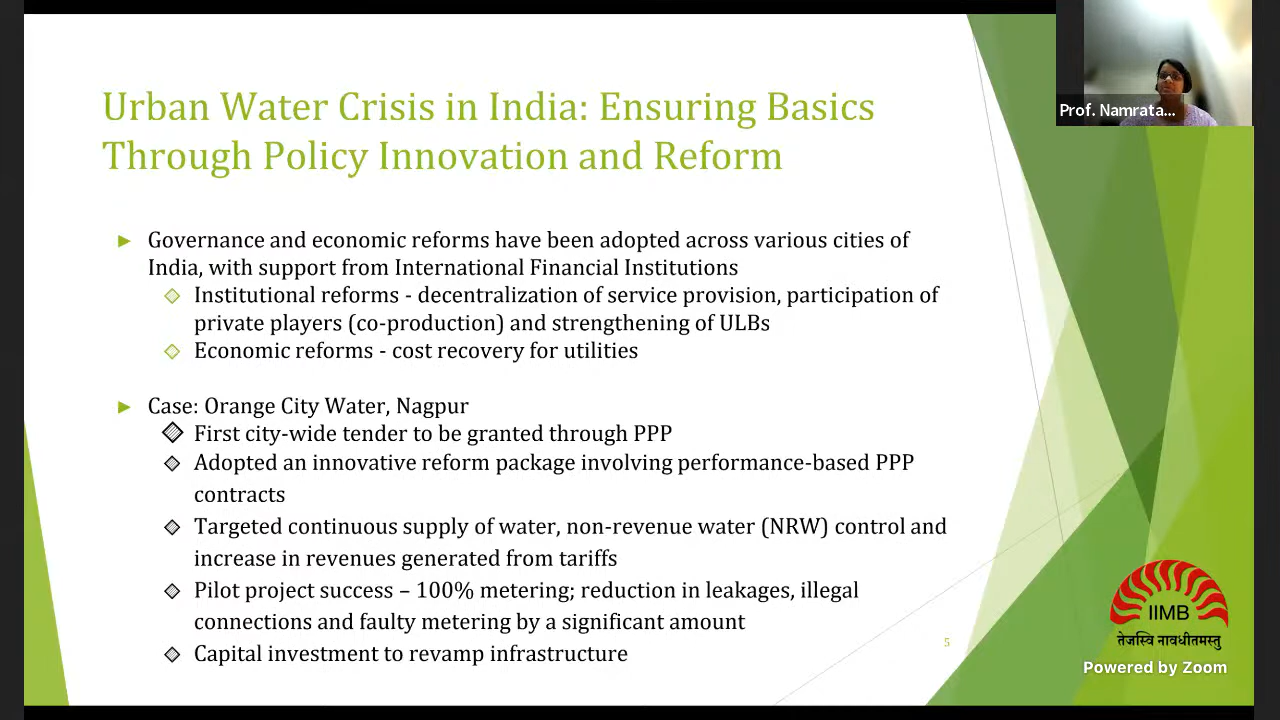 Prof. Namrata...
Urban Water Crisis in India: Ensuring Basics
Through Policy Innovation and Reform
Governance and economic reforms have been adopted across various cities of
India, with support from International Financial Institutions
Institutional reforms - decentralization of service provision, participation of
private players (co-production) and strengthening of ULBs
Economic reforms - cost recovery for utilities
Case: Orange City Water, Nagpur
First city-wide tender to be granted through PPP
Adopted an innovative reform package involving performance-based PPP
contracts
Targeted continuous supply of water, non-revenue water (NRW) control and
increase in revenues generated from tariffs
Pilot project success – 100% metering; reduction in leakages, illegal
connections and faulty metering by a significant amount
Capital investment to revamp infrastructure
5
IIMB
तेजस्वि नावधीतमस्तु
Powered by Zoom